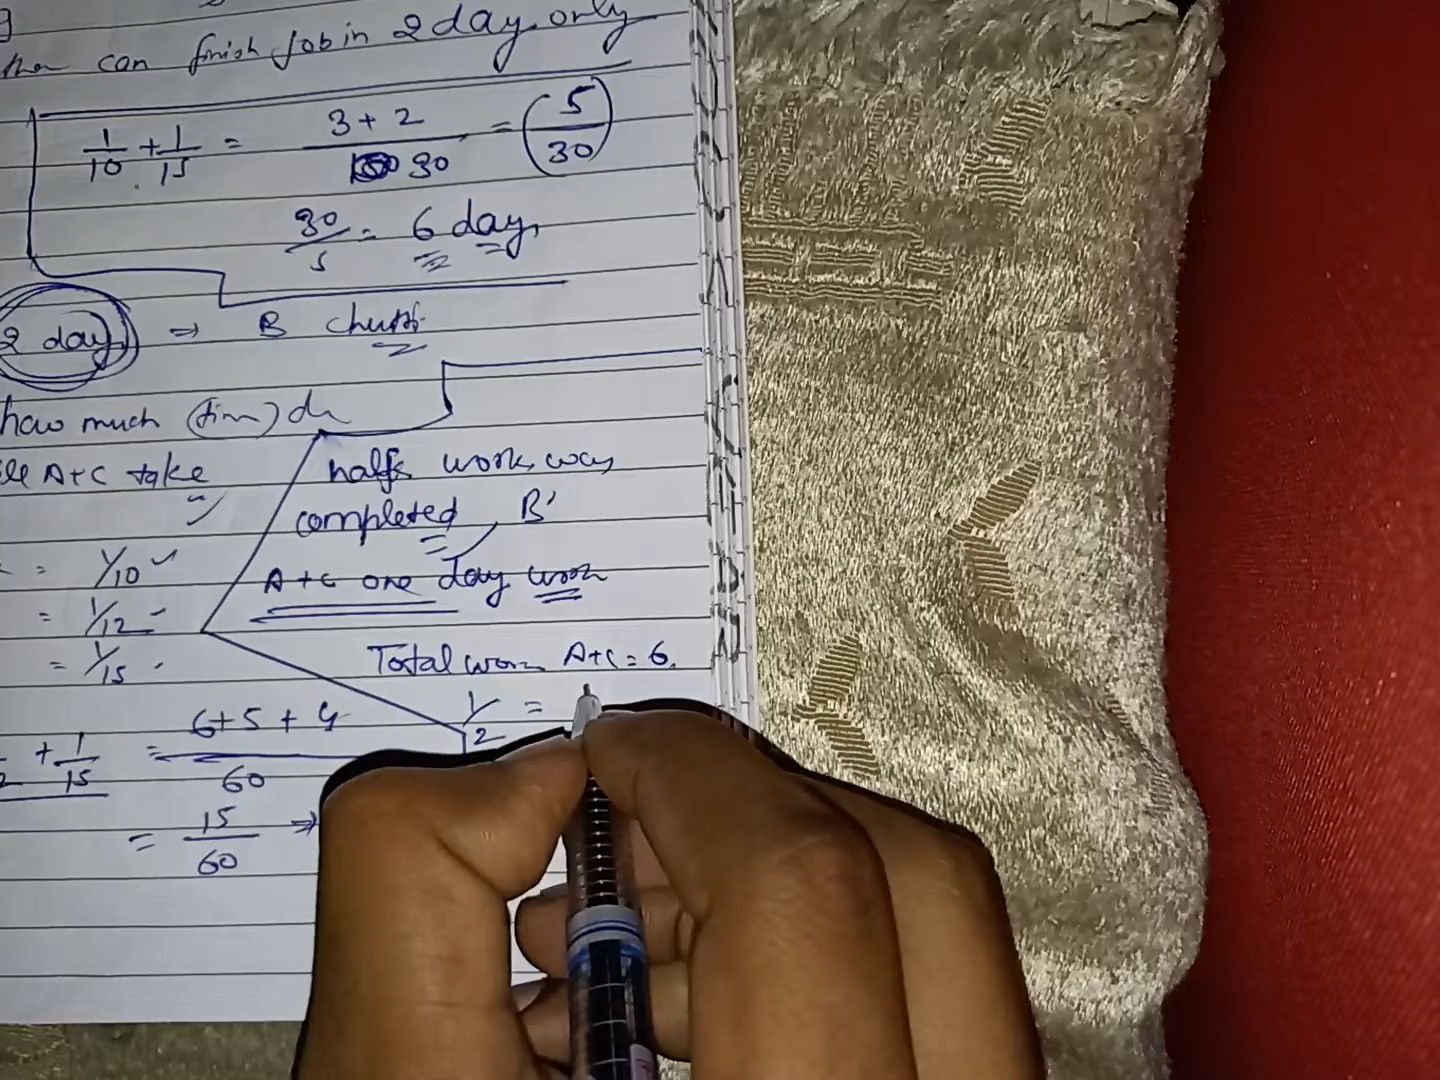 can finish job in 2 day only
1/10 + 1/15 = 3 + 2 / 30 = (5/30)
30/5 = 6 day
2 day ⇒ B chutti
how much (time) do
A+C take
half work was
completed, B'
A + C one day work
= 1/10
= 1/12
= 1/15
Total work A+C = 6
1/2 =
+ 1/15 = 6+5+4 / 60
= 15/60 ⇒